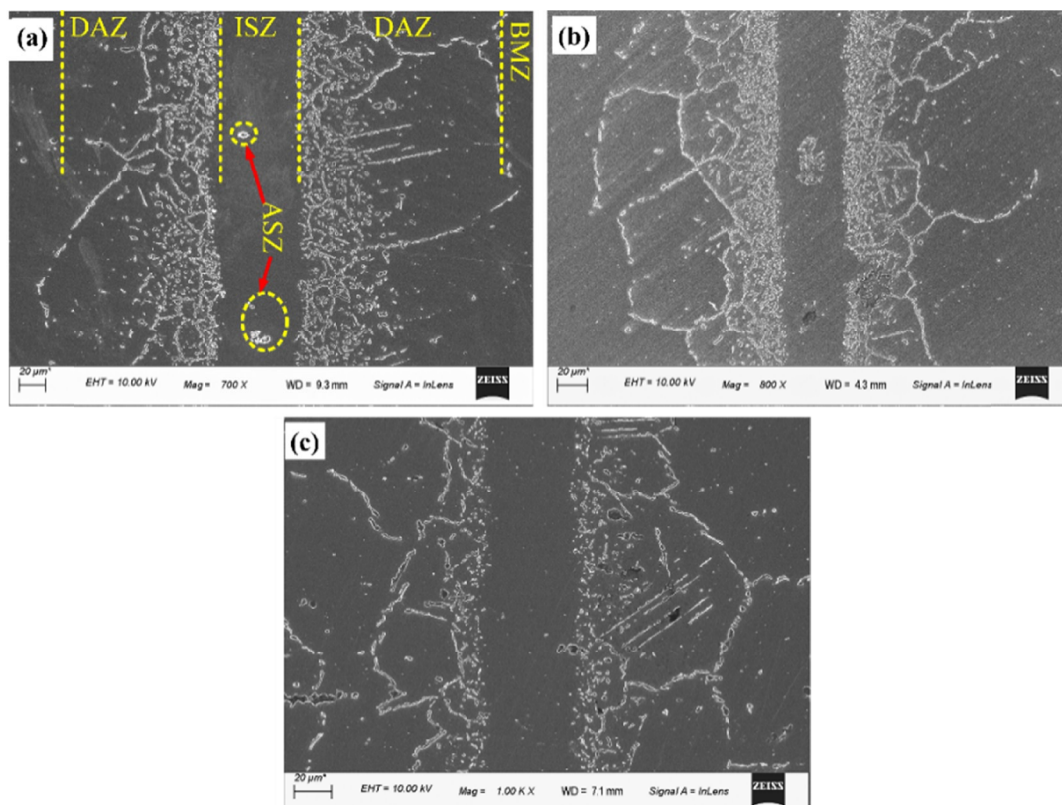 (a)
DAZ
ISZ
DAZ
BMZ
ASZ
20 µm*
EHT = 10.00 kV
Mag = 700 X
WD = 9.3 mm
Signal A = InLens
ZEISS
(b)
20 µm*
EHT = 10.00 kV
Mag = 800 X
WD = 4.3 mm
Signal A = InLens
ZEISS
(c)
20 µm*
EHT = 10.00 kV
Mag = 1.00 K X
WD = 7.1 mm
Signal A = InLens
ZEISS